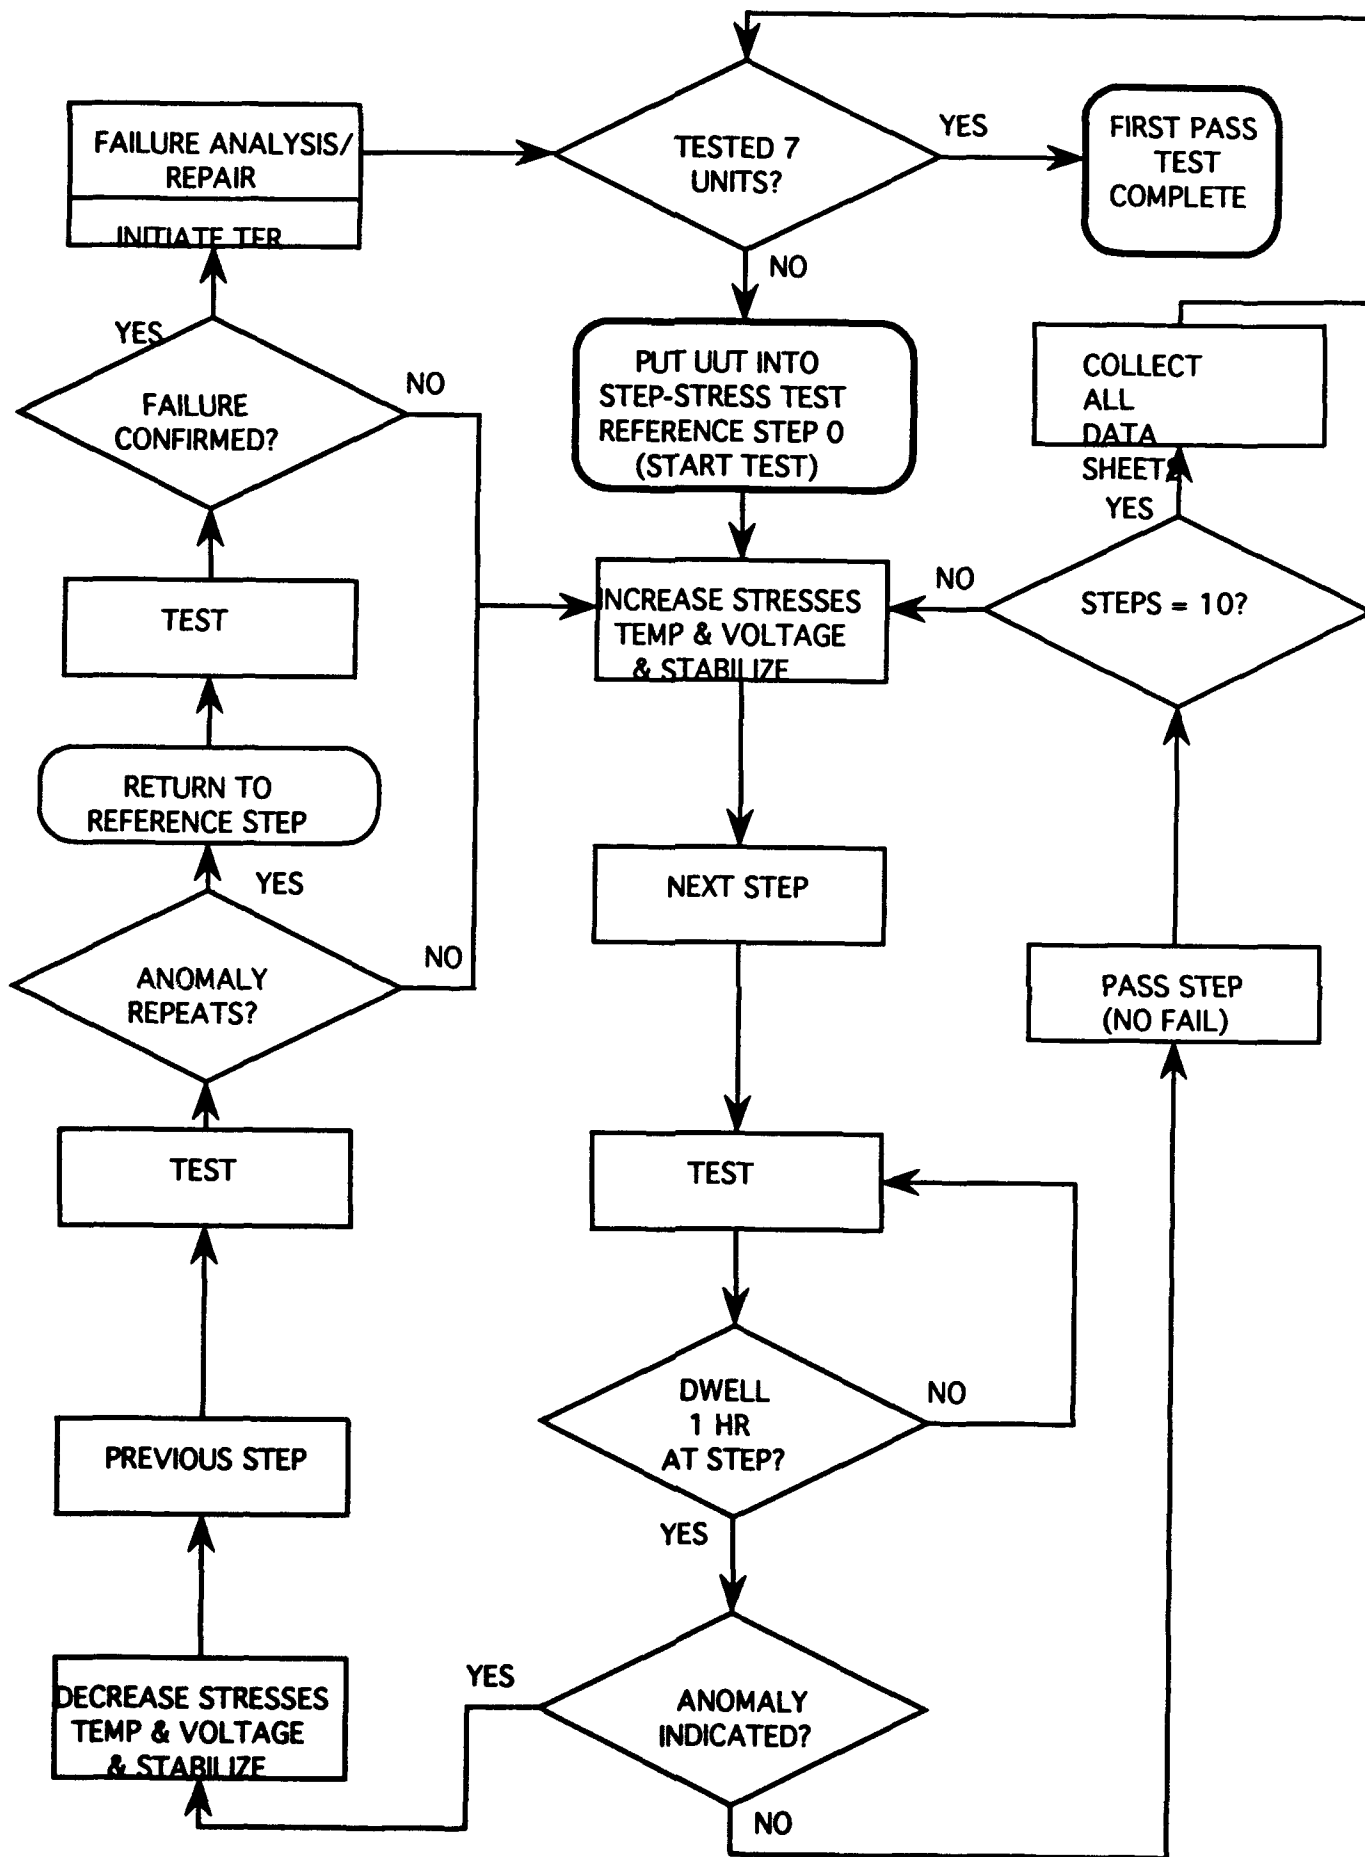 TESTED 7
UNITS?
YES
FIRST PASS
TEST
COMPLETE
FAILURE ANALYSIS/
REPAIR
INITIATE TFR
NO
YES
FAILURE
CONFIRMED?
NO
PUT UUT INTO
STEP-STRESS TEST
REFERENCE STEP 0
(START TEST)
COLLECT
ALL
DATA
SHEETS
YES
STEPS = 10?
NO
INCREASE STRESSES
TEMP & VOLTAGE
& STABILIZE
TEST
RETURN TO
REFERENCE STEP
YES
ANOMALY
REPEATS?
NO
NEXT STEP
PASS STEP
(NO FAIL)
TEST
TEST
DWELL
1 HR
AT STEP?
NO
YES
PREVIOUS STEP
DECREASE STRESSES
TEMP & VOLTAGE
& STABILIZE
YES
ANOMALY
INDICATED?
NO